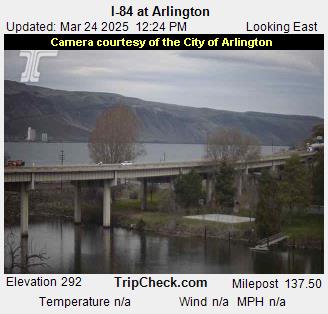 I-84 at Arlington
Updated: Mar 24 2025 12:24 PM Looking East
Camera courtesy of the City of Arlington
Elevation 292 TripCheck.com Milepost 137.50
Temperature n/a Wind n/a MPH n/a